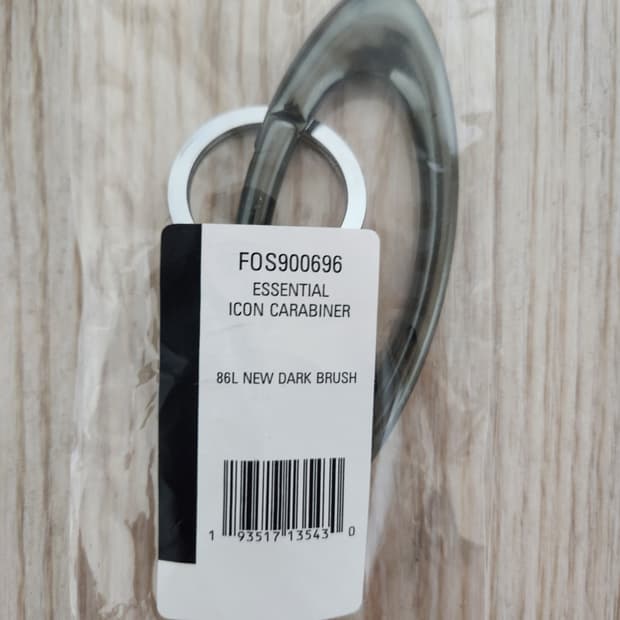 FOS900696
ESSENTIAL
ICON CARABINER
86L NEW DARK BRUSH
1 93517 13543 0